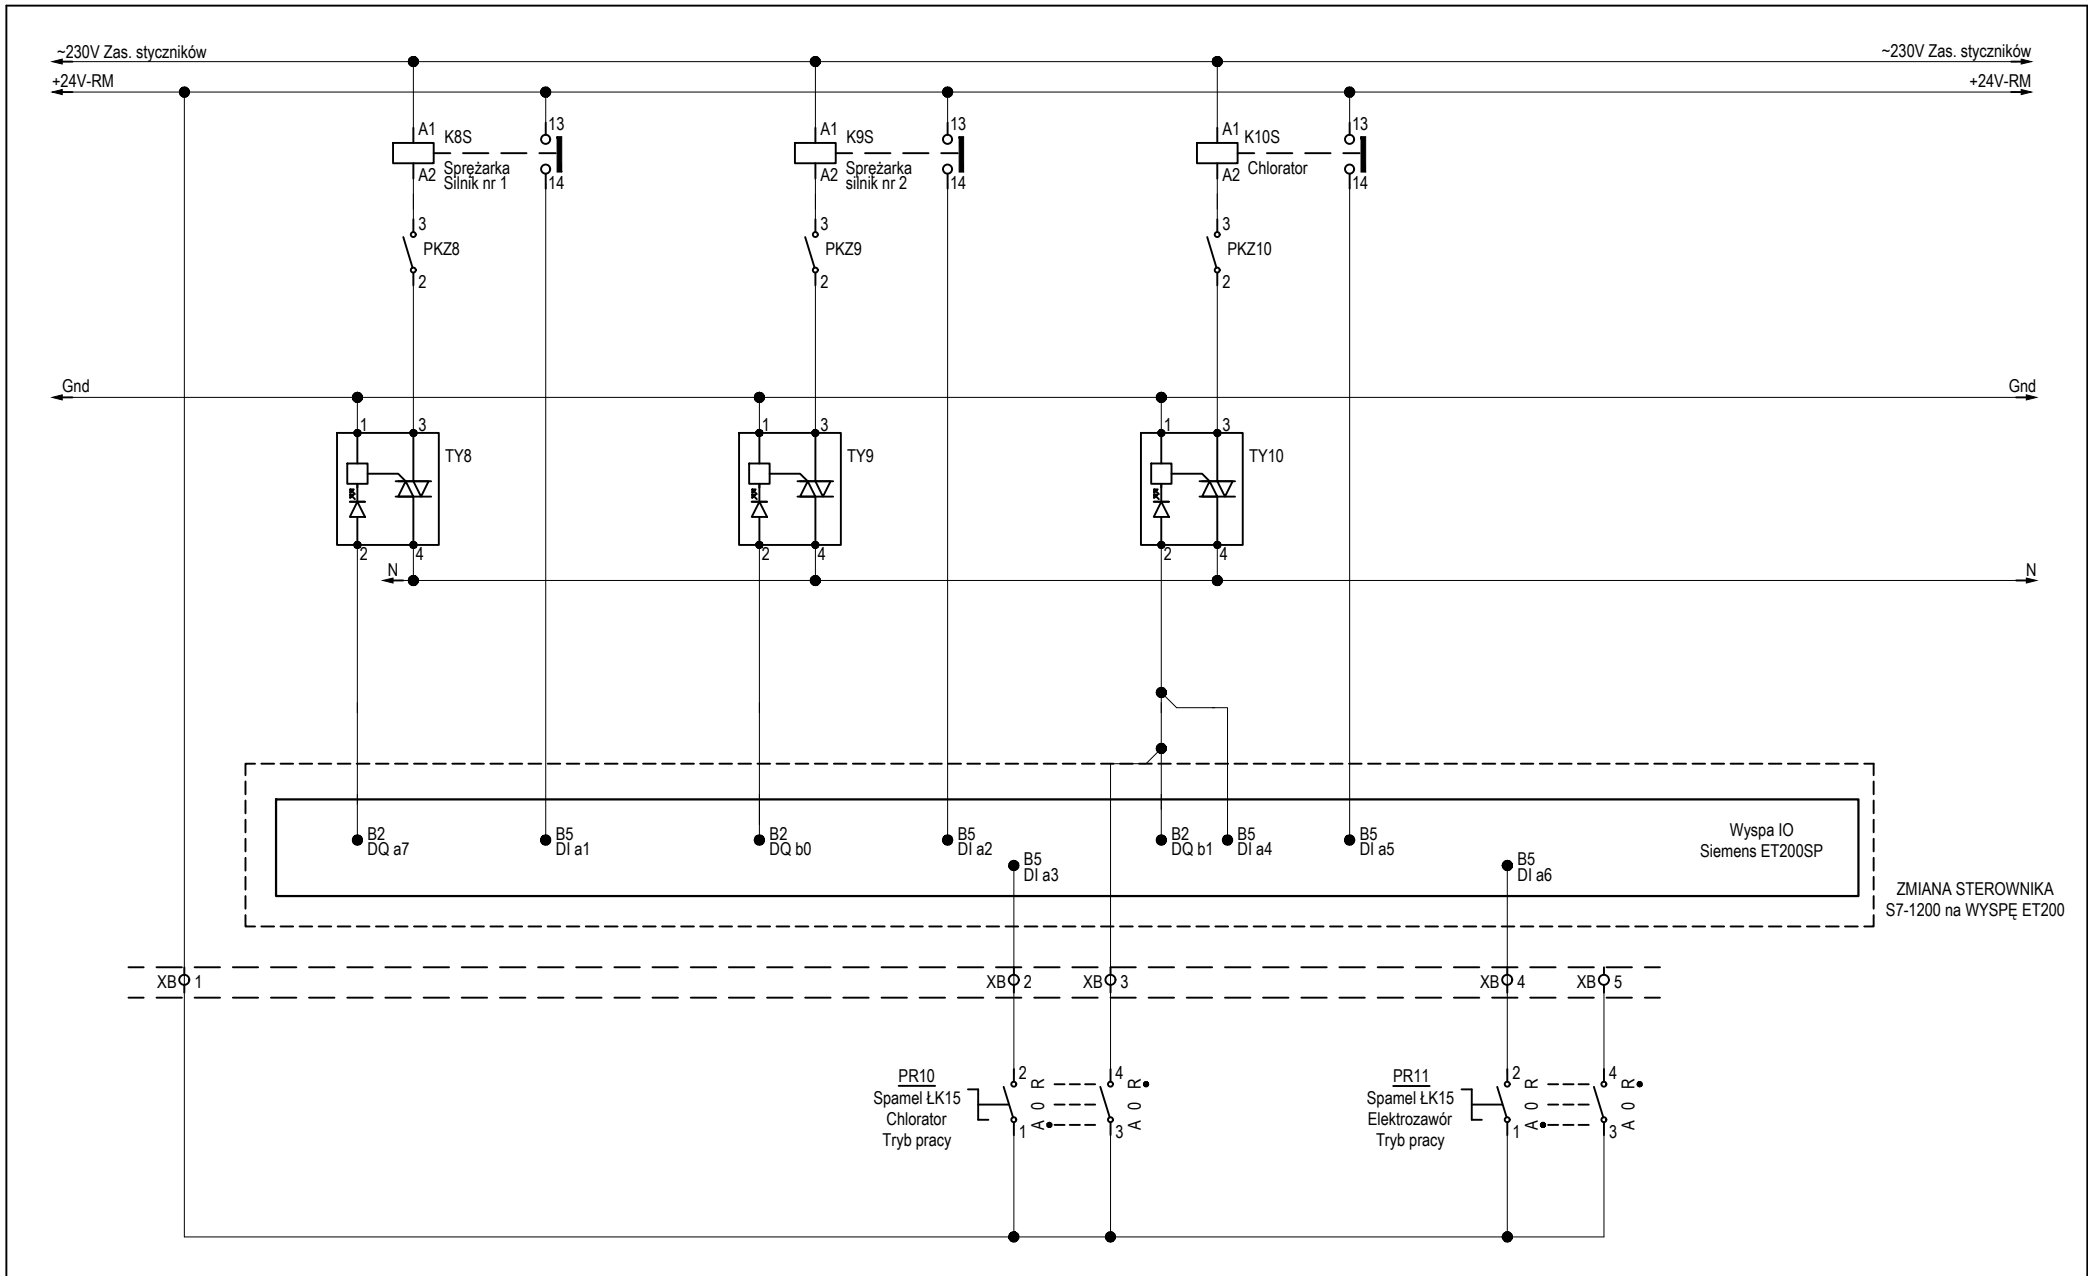 ~230V Zas. styczników
~230V Zas. styczników
+24V-RM
+24V-RM
A1
K8S
13
A2
Sprężarka
Silnik nr 1
14
3
PKZ8
2
A1
K9S
13
A2
Sprężarka
silnik nr 2
14
3
PKZ9
2
A1
K10S
13
A2
Chlorator
14
3
PKZ10
2
Gnd
Gnd
1
3
TY8
2
4
1
3
TY9
2
4
1
3
TY10
2
4
N
N
B2
DQ a7
B5
DI a1
B2
DQ b0
B5
DI a2
B5
DI a3
B2
DQ b1
B5
DI a4
B5
DI a5
B5
DI a6
Wyspa IO
Siemens ET200SP
ZMIANA STEROWNIKA
S7-1200 na WYSPĘ ET200
XB 1
XB 2
XB 3
XB 4
XB 5
PR10
Spamel ŁK15
Chlorator
Tryb pracy
2
1
A 0 R
4
3
A 0 R
PR11
Spamel ŁK15
Elektrozawór
Tryb pracy
2
1
A 0 R
4
3
A 0 R